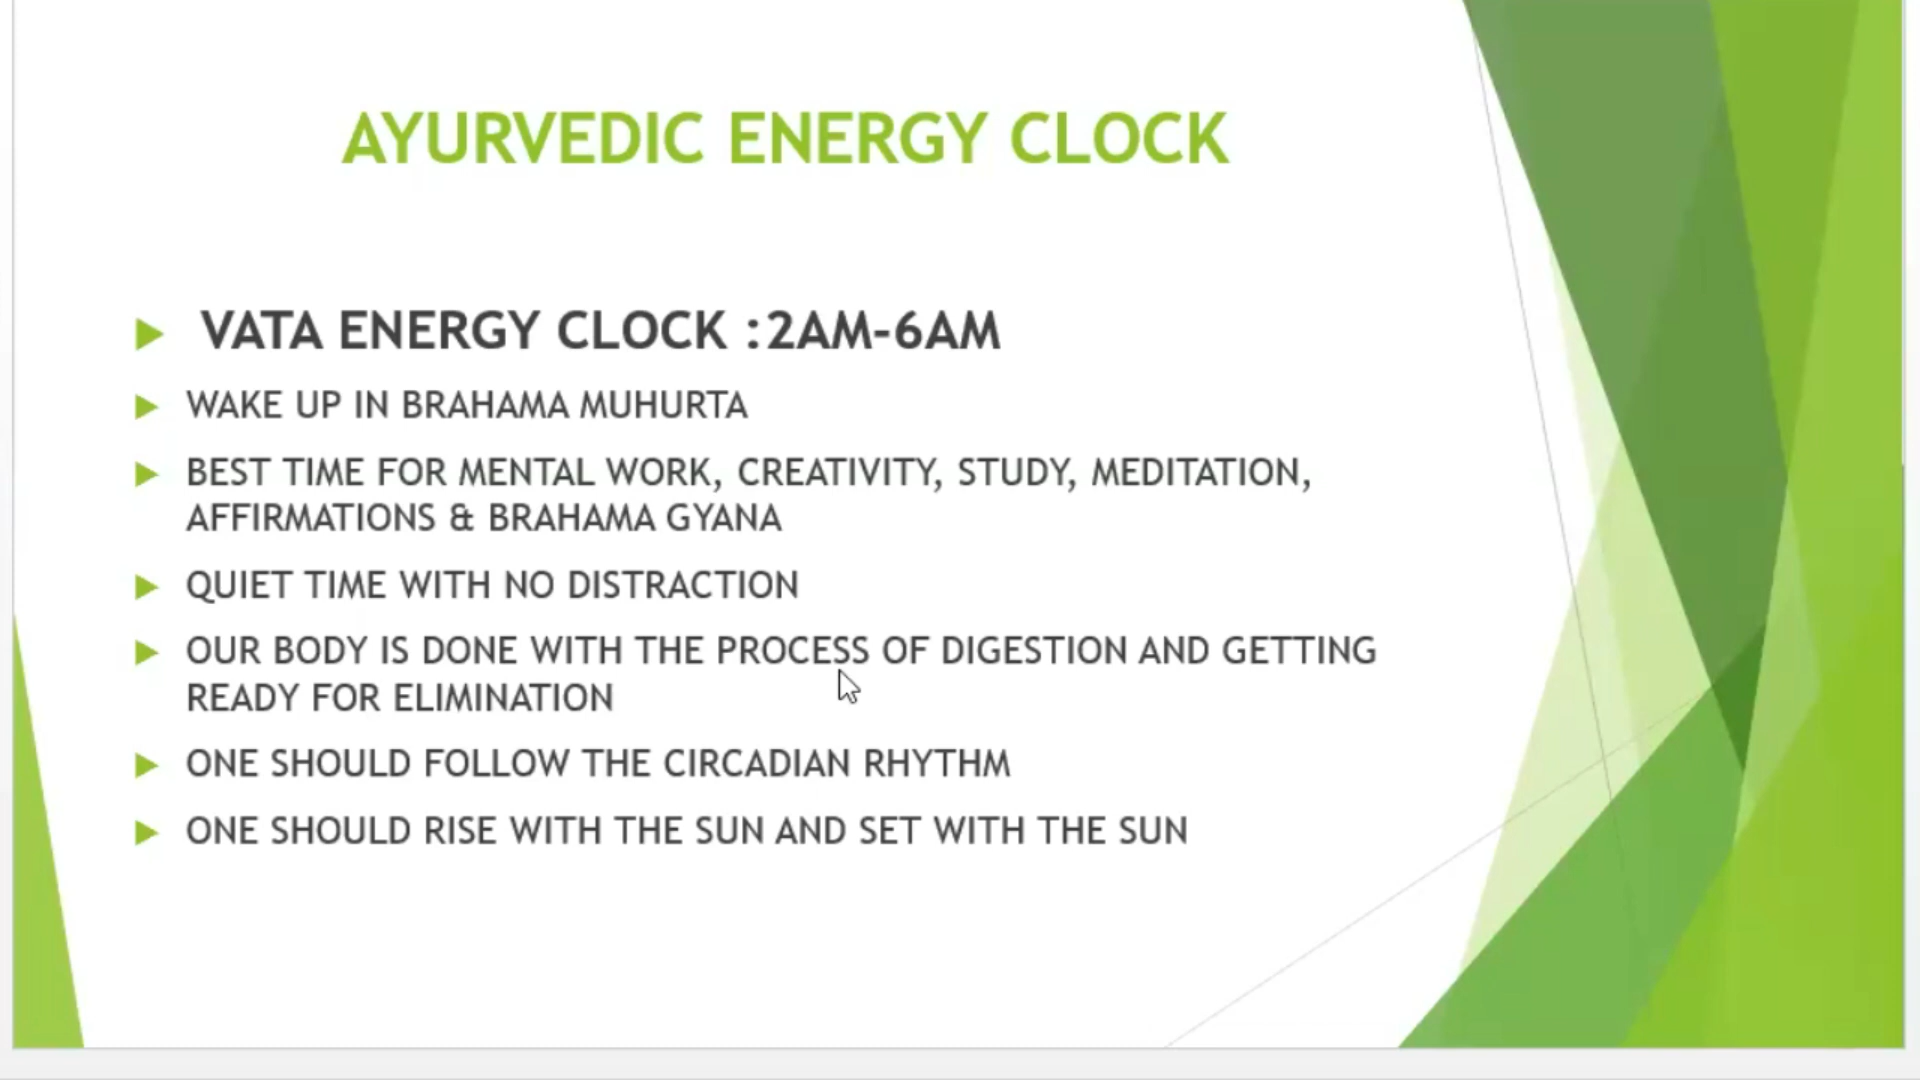 AYURVEDIC ENERGY CLOCK
VATA ENERGY CLOCK :2AM-6AM
WAKE UP IN BRAHAMA MUHURTA
BEST TIME FOR MENTAL WORK, CREATIVITY, STUDY, MEDITATION,
AFFIRMATIONS & BRAHAMA GYANA
QUIET TIME WITH NO DISTRACTION
OUR BODY IS DONE WITH THE PROCESS OF DIGESTION AND GETTING
READY FOR ELIMINATION
ONE SHOULD FOLLOW THE CIRCADIAN RHYTHM
ONE SHOULD RISE WITH THE SUN AND SET WITH THE SUN